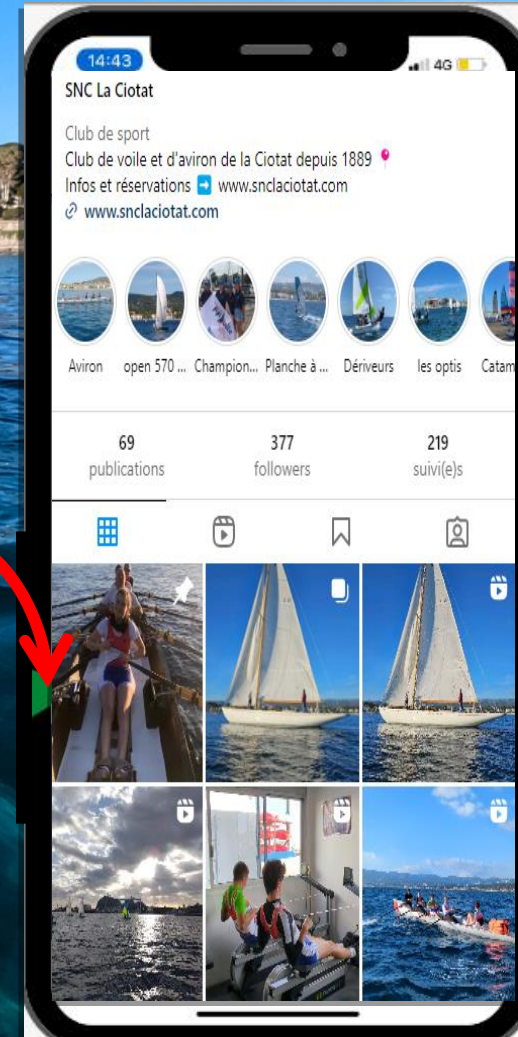 14:43
4G
SNC La Ciotat
Club de sport
Club de voile et d'aviron de la Ciotat depuis 1889 📍
Infos et réservations ➡️ www.snclaciotat.com
www.snclaciotat.com
Aviron open 570 ... Champion... Planche à ... Dériveurs les optis Catam
69 377 219
publications followers suivi(e)s